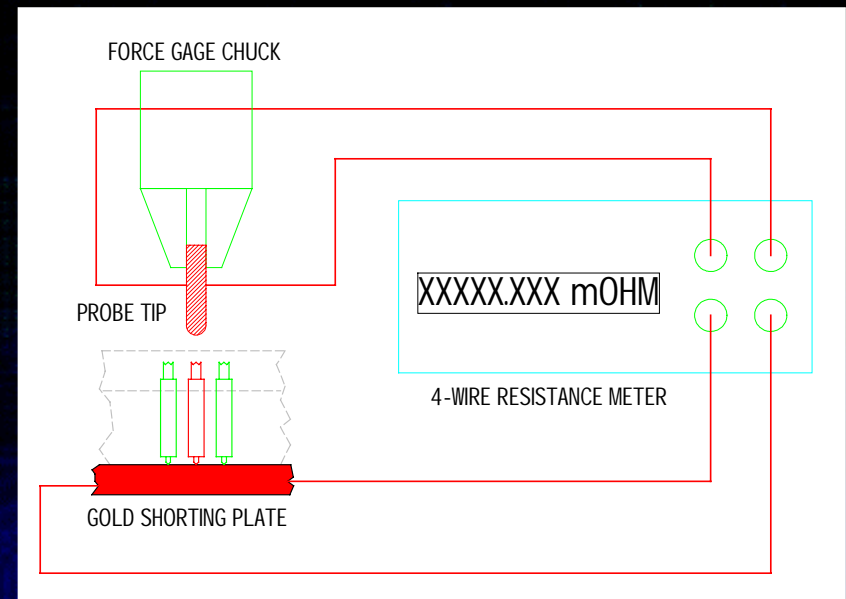 FORCE GAGE CHUCK
PROBE TIP
XXXXX.XXX mOHM
4-WIRE RESISTANCE METER
GOLD SHORTING PLATE